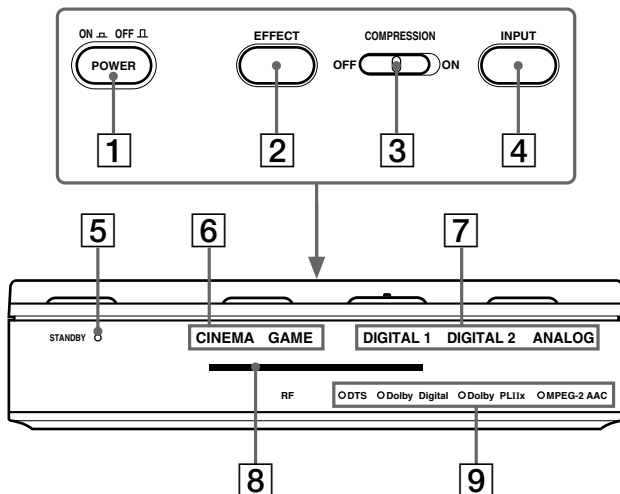 ON OFF
EFFECT
COMPRESSION
INPUT
POWER
OFF ON
1
2
3
4
5
6
7
STANDBY
CINEMA GAME
DIGITAL 1 DIGITAL 2 ANALOG
RF
DTS Dolby Digital Dolby PLIIx MPEG-2 AAC
8
9